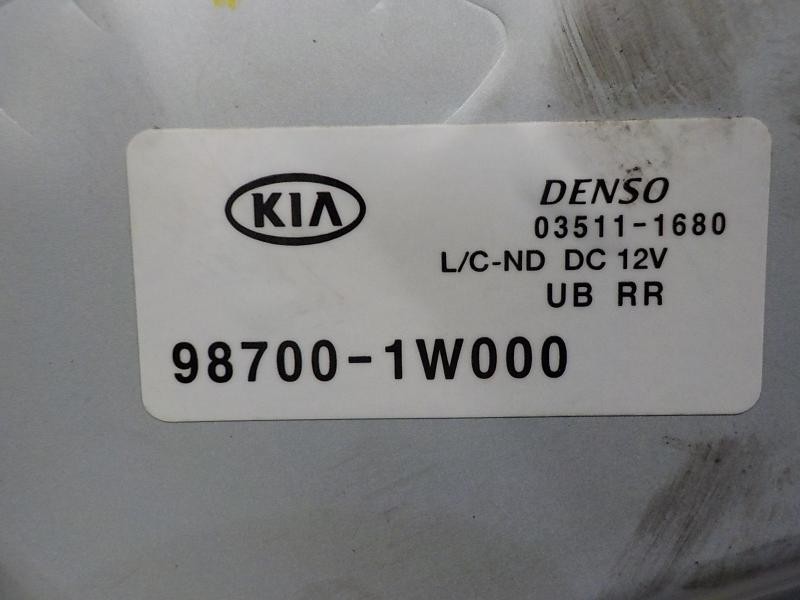 KIA
DENSO
03511-1680
L/C-ND DC 12V
UB RR
98700-1W000